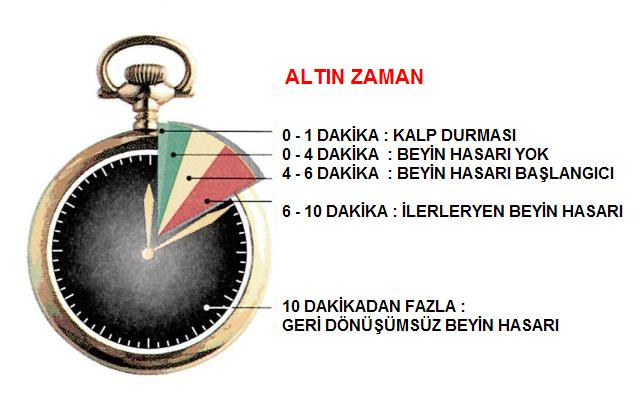 ALTIN ZAMAN
0 - 1 DAKİKA : KALP DURMASI
0 - 4 DAKİKA : BEYİN HASARI YOK
4 - 6 DAKİKA : BEYİN HASARI BAŞLANGICI
6 - 10 DAKİKA : İLERLERYEN BEYİN HASARI
10 DAKİKADAN FAZLA :
GERİ DÖNÜŞÜMSÜZ BEYİN HASARI